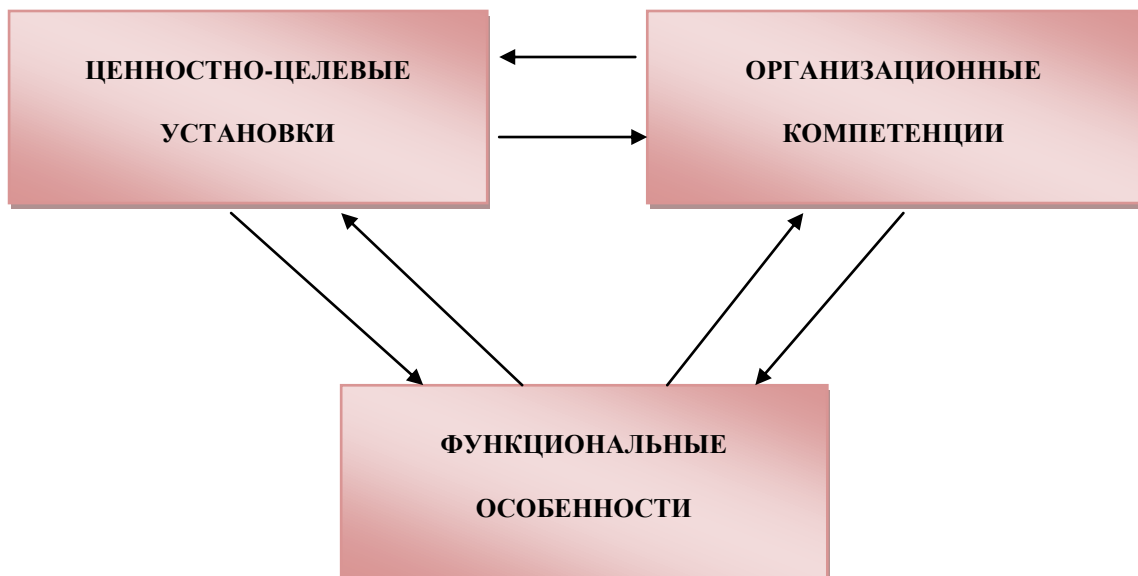 ЦЕННОСТНО-ЦЕЛЕВЫЕ
УСТАНОВКИ
ОРГАНИЗАЦИОННЫЕ
КОМПЕТЕНЦИИ
ФУНКЦИОНАЛЬНЫЕ
ОСОБЕННОСТИ